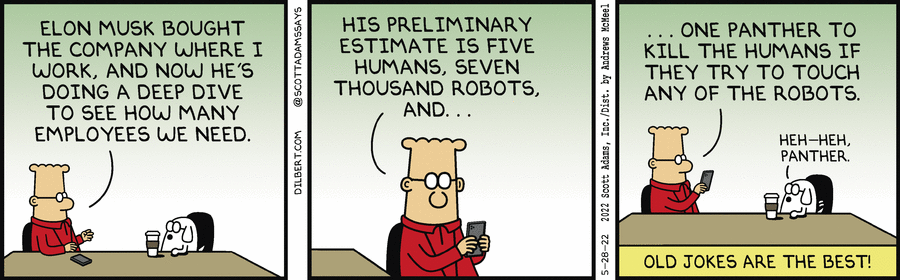 ELON MUSK BOUGHT
THE COMPANY WHERE I
WORK, AND NOW HE'S
DOING A DEEP DIVE
TO SEE HOW MANY
EMPLOYEES WE NEED.
DILBERT.COM @SCOTTADAMSSAYS
HIS PRELIMINARY
ESTIMATE IS FIVE
HUMANS, SEVEN
THOUSAND ROBOTS,
AND...
5-28-22 2022 Scott Adams, Inc./Dist. by Andrews McMeel
...ONE PANTHER TO
KILL THE HUMANS IF
THEY TRY TO TOUCH
ANY OF THE ROBOTS.
HEH-HEH,
PANTHER.
OLD JOKES ARE THE BEST!